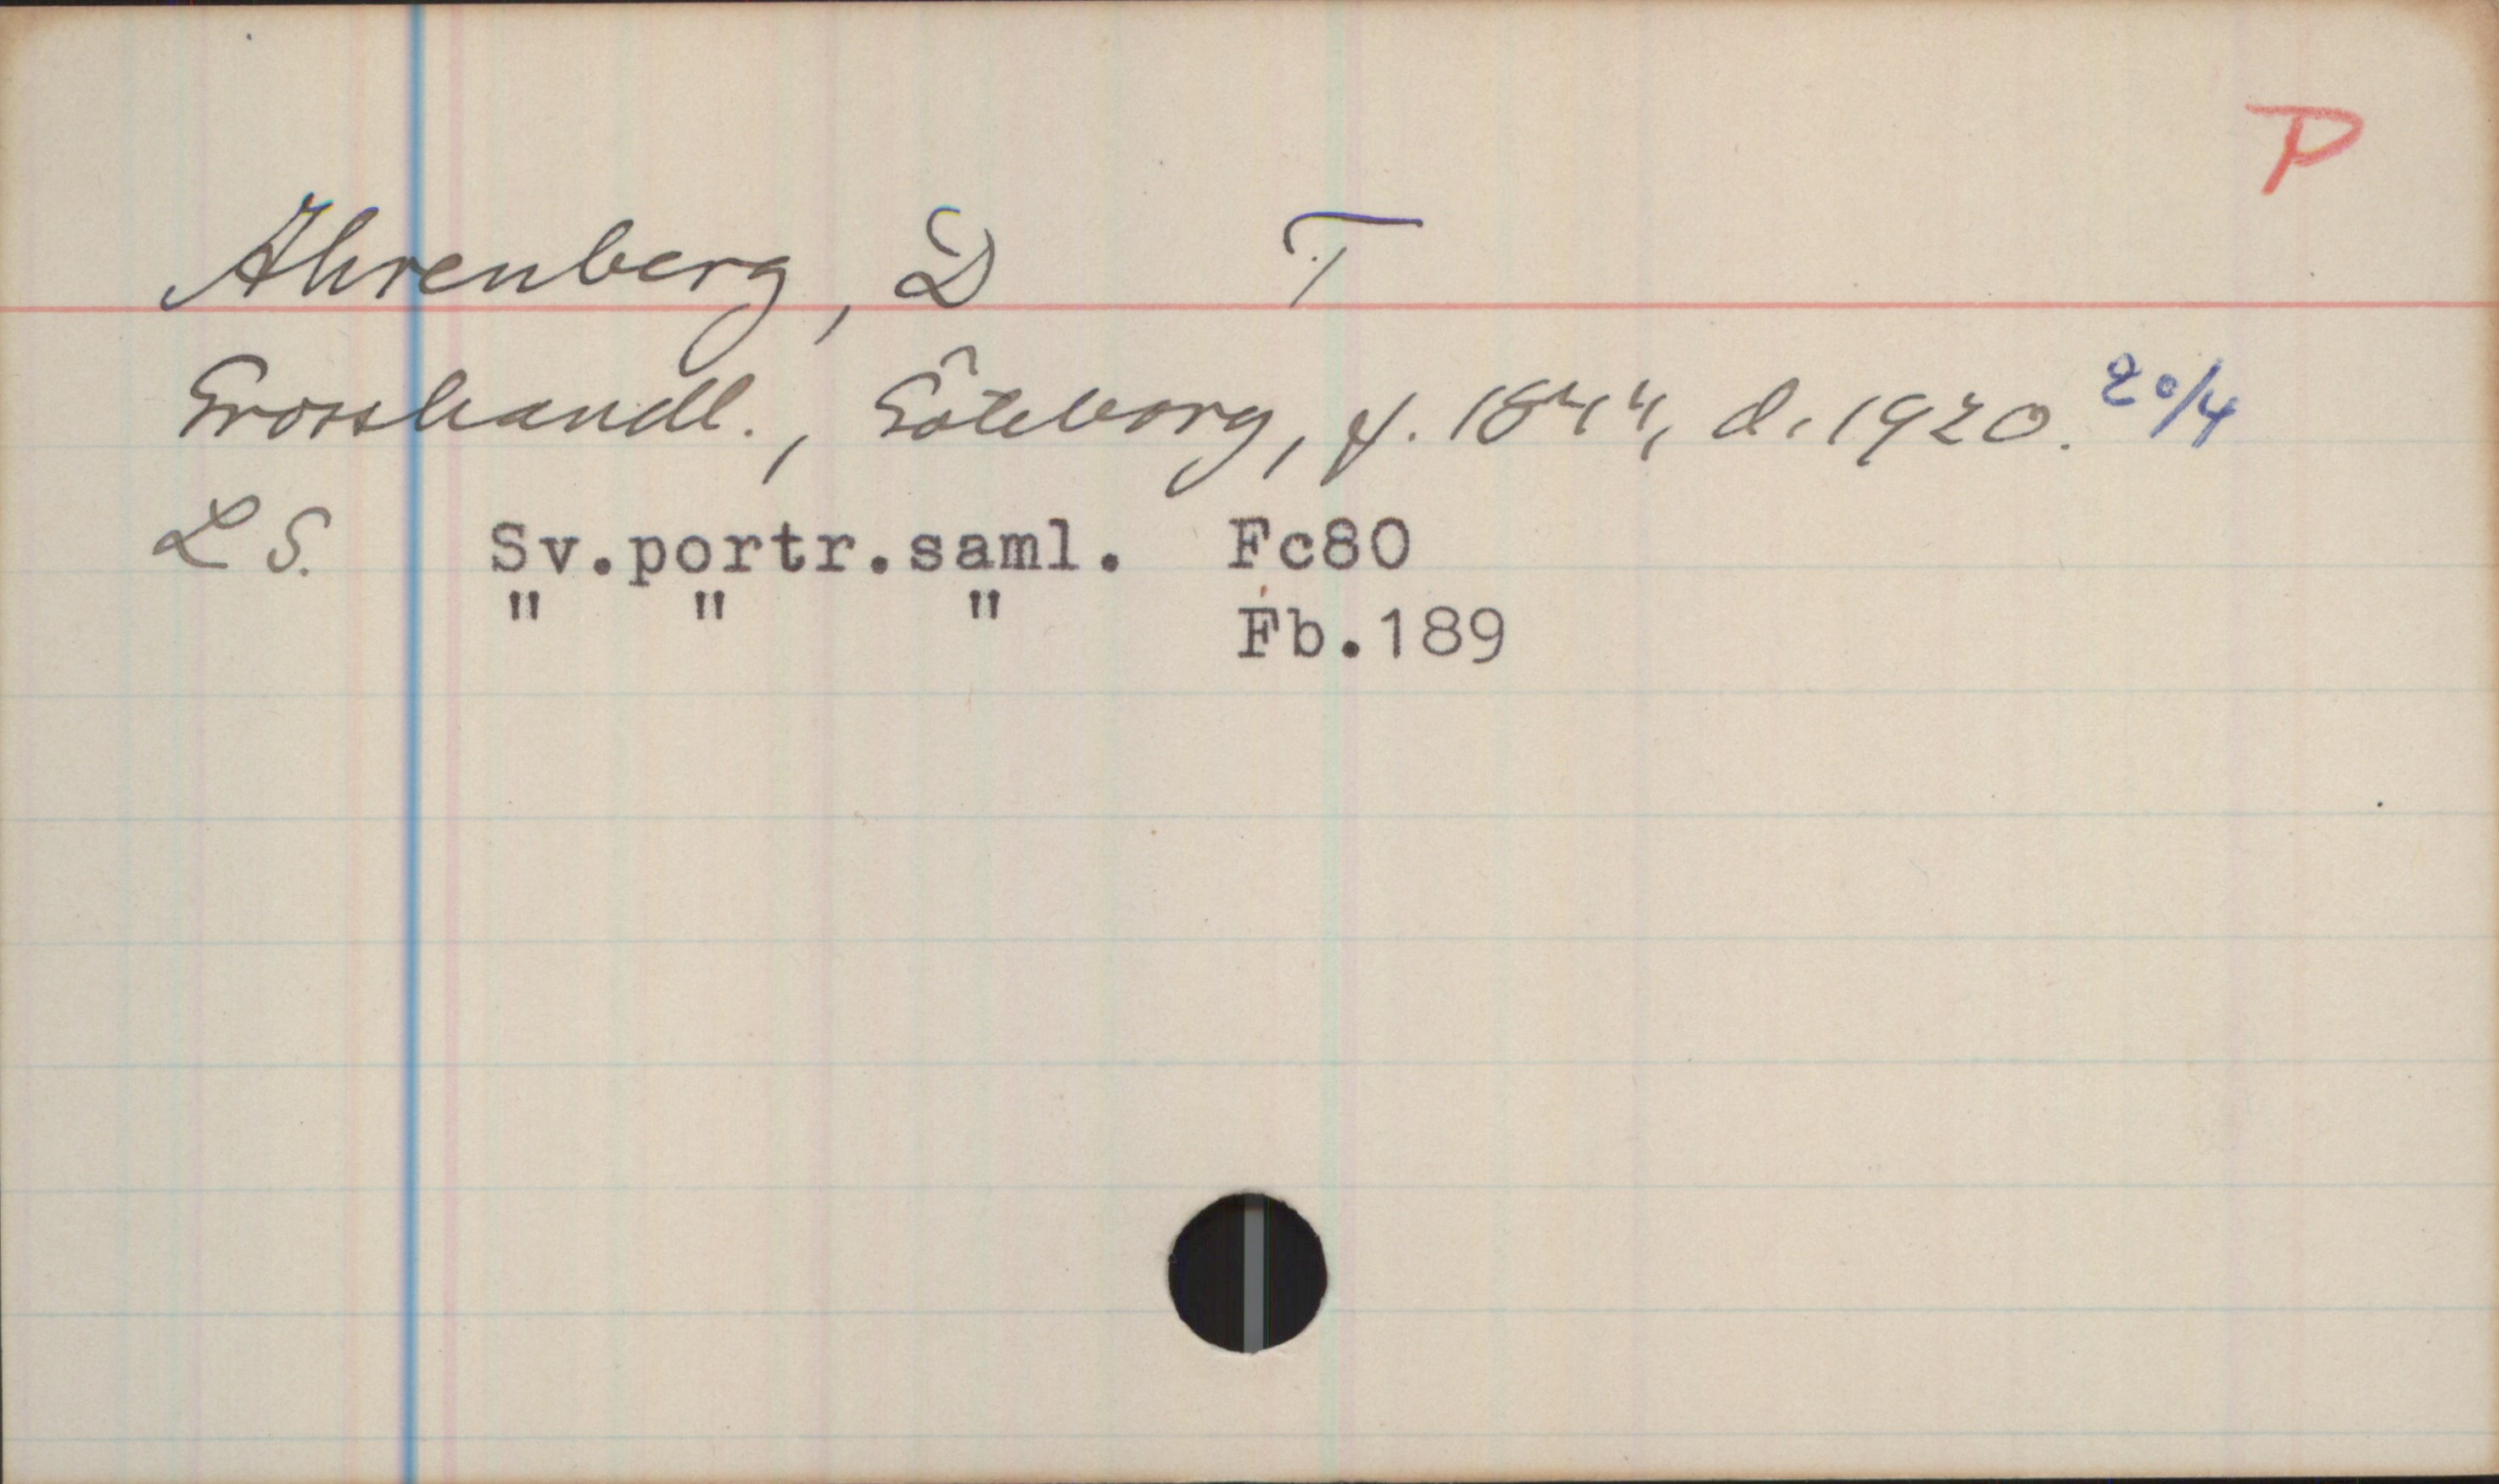 P
Ahrenberg, D T
Grosshandl., Göteborg, f. 1844, d. 1920. 20/4
L S. Sv.portr.saml. Fc80
" " " Fb.189